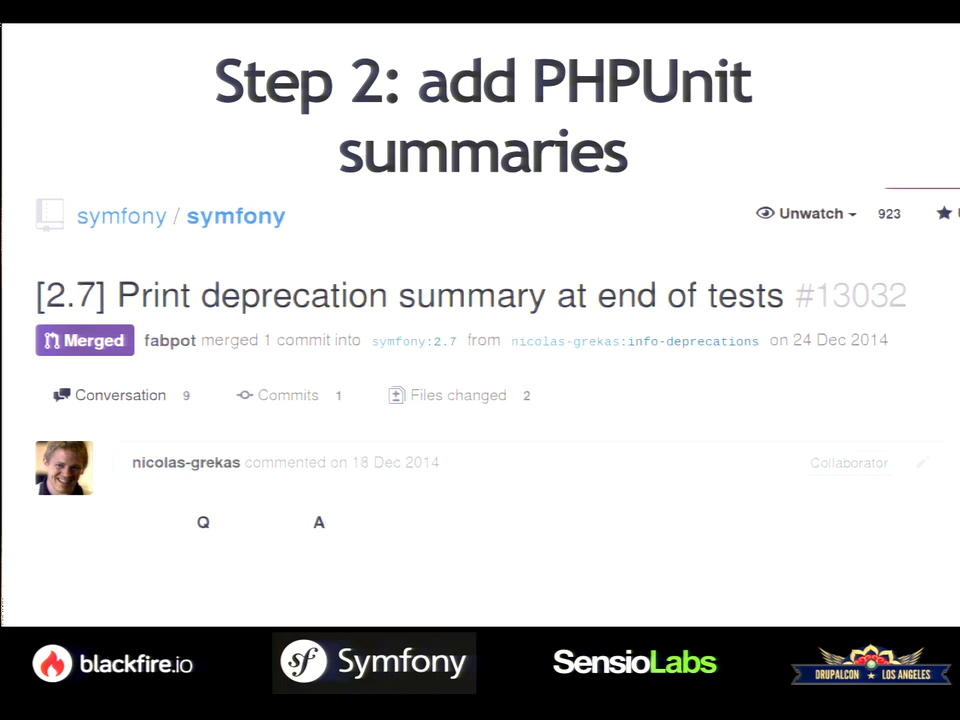 Step 2: add PHPUnit
summaries
symfony / symfony
Unwatch 923
[2.7] Print deprecation summary at end of tests #13032
Merged fabpot merged 1 commit into symfony:2.7 from nicolas-grekas:info-deprecations on 24 Dec 2014
Conversation 9 Commits 1 Files changed 2
nicolas-grekas commented on 18 Dec 2014 Collaborator
Q A
blackfire.io sf Symfony SensioLabs DRUPALCON LOS ANGELES